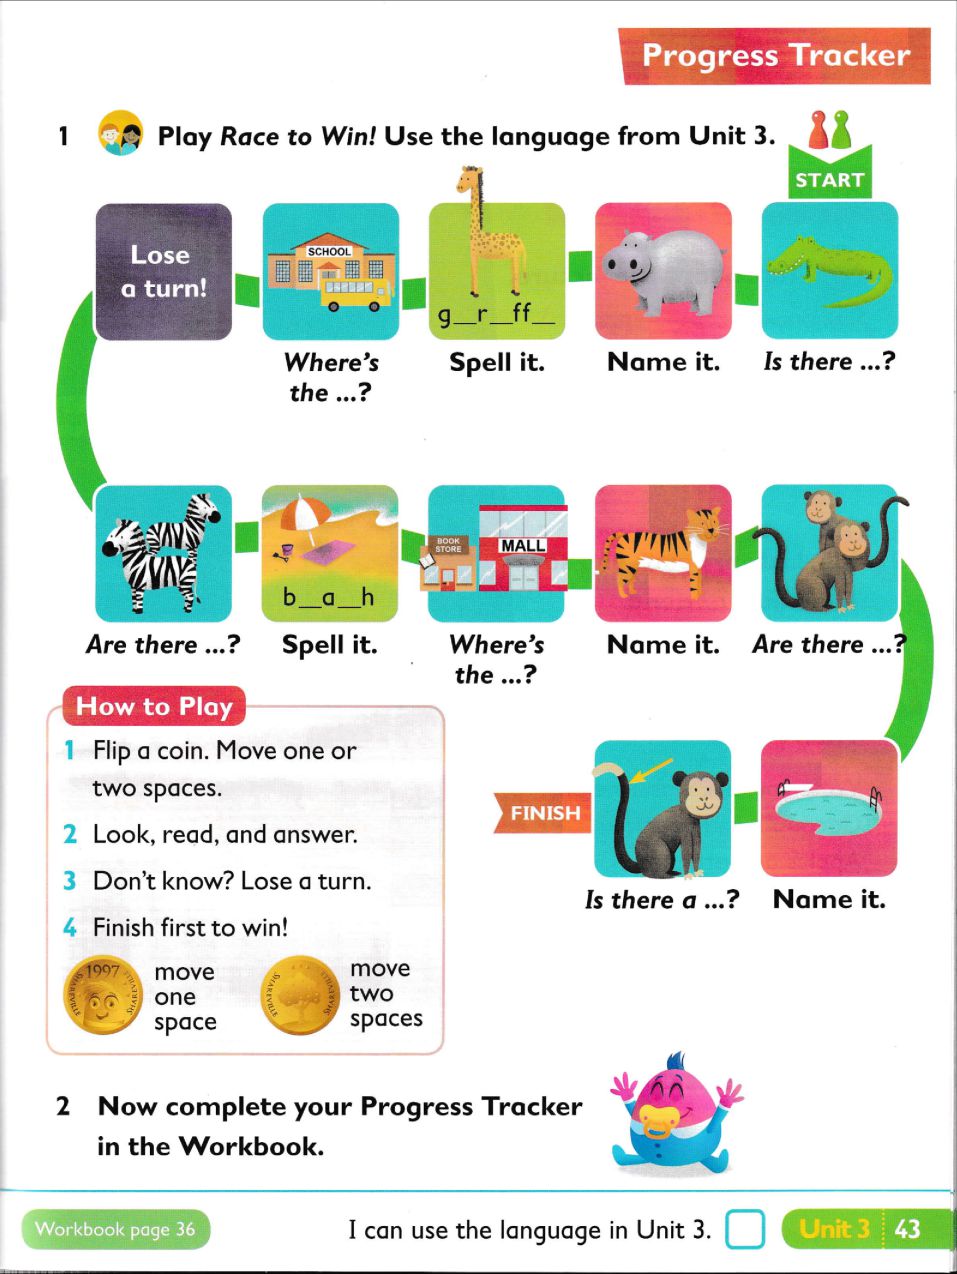 Progress Tracker
1 Play Race to Win! Use the language from Unit 3.
START
Lose
a turn!
SCHOOL
g__r__ff__
Where's
the ...?
Spell it.
Name it.
Is there ...?
BOOK
STORE
MALL
b__a__h
Are there ...?
Spell it.
Where's
the ...?
Name it.
Are there ...?
How to Play
1 Flip a coin. Move one or
two spaces.
2 Look, read, and answer.
3 Don't know? Lose a turn.
4 Finish first to win!
1997
SHAREVILLE
SHAREVILLE
move
one
space
SHAREVILLE
SHAREVILLE
move
two
spaces
FINISH
Is there a ...?
Name it.
2 Now complete your Progress Tracker
in the Workbook.
Workbook page 36
I can use the language in Unit 3.
Unit 3 43